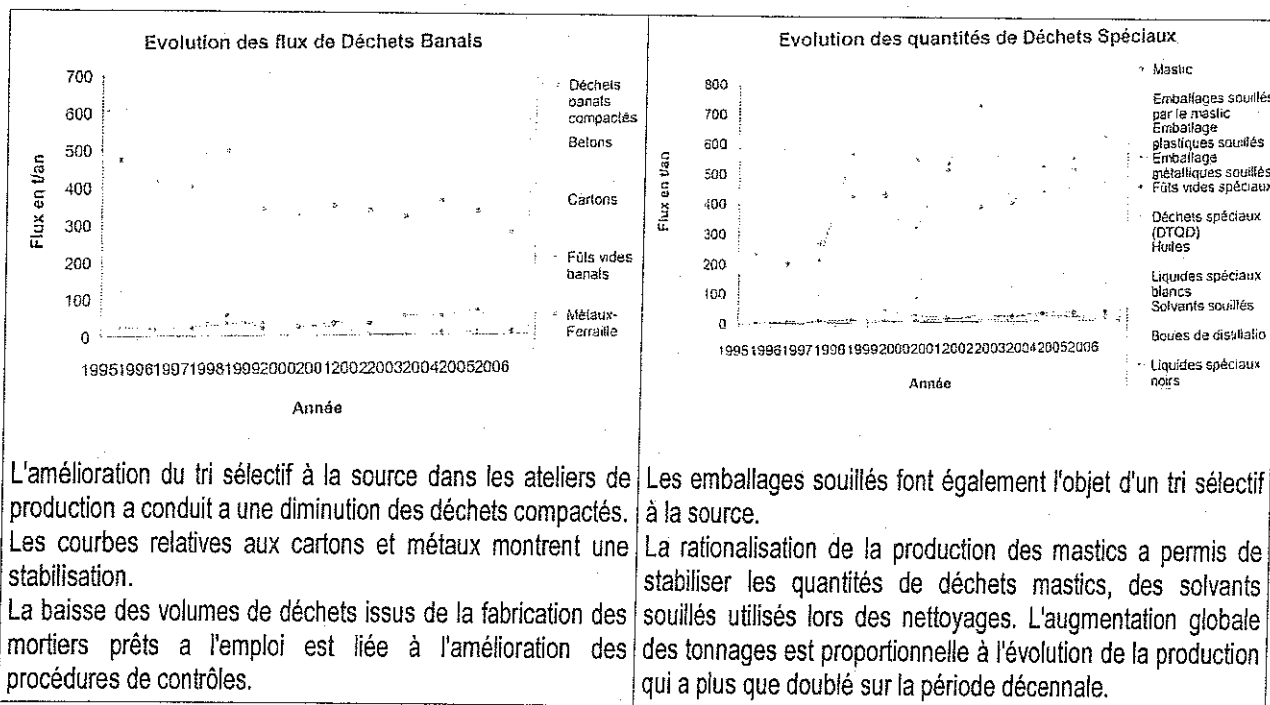 Evolution des flux de Déchets Banals
700
600
500
400
300
200
100
0
Flux en t/an
199519961997199819992000200120022003200420052006
Année
Déchets
banals
compactés
Betons
Cartons
Fûts vides
banals
Métaux-
Ferraille
L'amélioration du tri sélectif à la source dans les ateliers de
production a conduit a une diminution des déchets compactés.
Les courbes relatives aux cartons et métaux montrent une
stabilisation.
La baisse des volumes de déchets issus de la fabrication des
mortiers prêts a l'emploi est liée à l'amélioration des
procédures de contrôles.
Evolution des quantités de Déchets Spéciaux
800
700
600
500
400
300
200
100
0
Flux en t/an
199519961997199819992000200120022003200420052006
Année
Mastic
Emballages souillés
par le mastic
Emballage
plastiques souillés
Emballage
métalliques souillés
Fûts vides spéciaux
Déchets spéciaux
(DTQD)
Huiles
Liquides spéciaux
blancs
Solvants souillés
Boues de distillatio
Liquides spéciaux
noirs
Les emballages souillés font également l'objet d'un tri sélectif
à la source.
La rationalisation de la production des mastics a permis de
stabiliser les quantités de déchets mastics, des solvants
souillés utilisés lors des nettoyages. L'augmentation globale
des tonnages est proportionnelle à l'évolution de la production
qui a plus que doublé sur la période décennale.